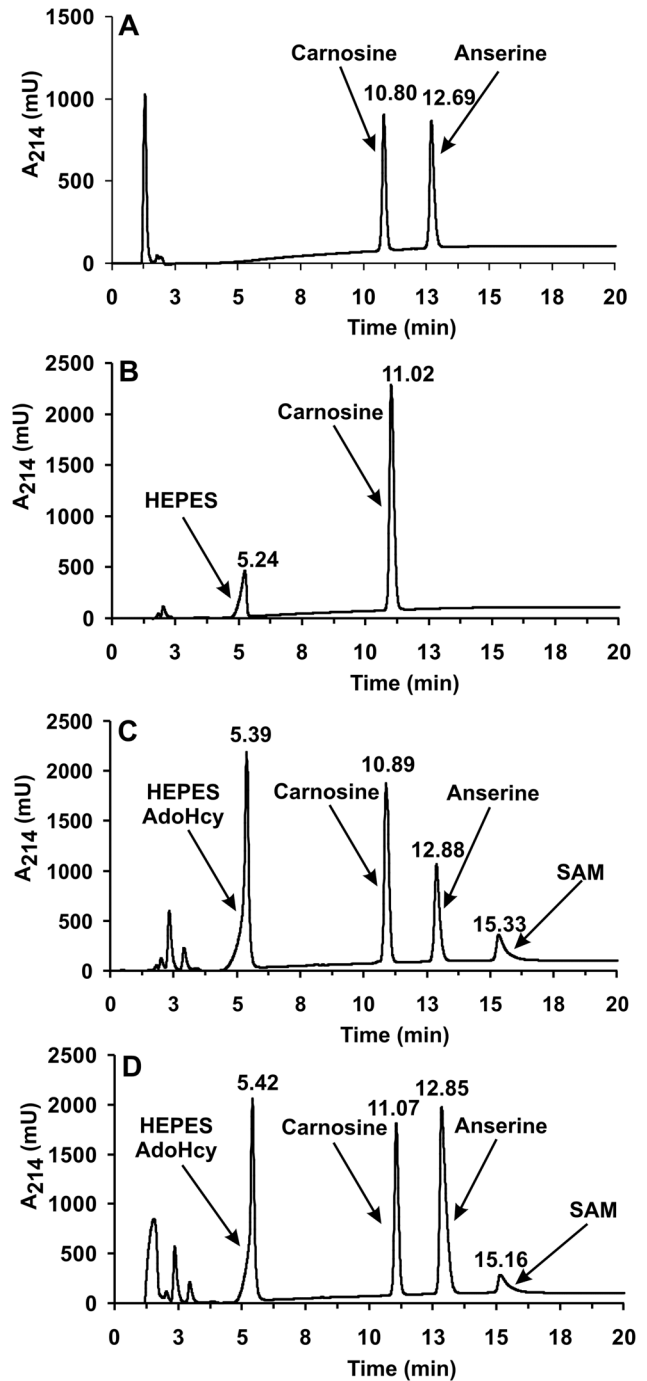 A
1500
Carnosine
Anserine
10.80
12.69
1000
500
0
A214 (mU)
0 3 5 8 10 13 15 18 20
Time (min)
B
2500
11.02
2000
Carnosine
1500
HEPES
1000
5.24
500
0
A214 (mU)
0 3 5 8 10 13 15 18 20
Time (min)
C
2500
5.39
10.89
2000
HEPES
AdoHcy
Carnosine
Anserine
1500
12.88
SAM
1000
15.33
500
0
A214 (mU)
0 3 5 8 10 13 15 18 20
Time (min)
D
2500
5.42
12.85
11.07
2000
HEPES
AdoHcy
Carnosine
Anserine
1500
SAM
1000
15.16
500
0
A214 (mU)
0 3 5 8 10 13 15 18 20
Time (min)